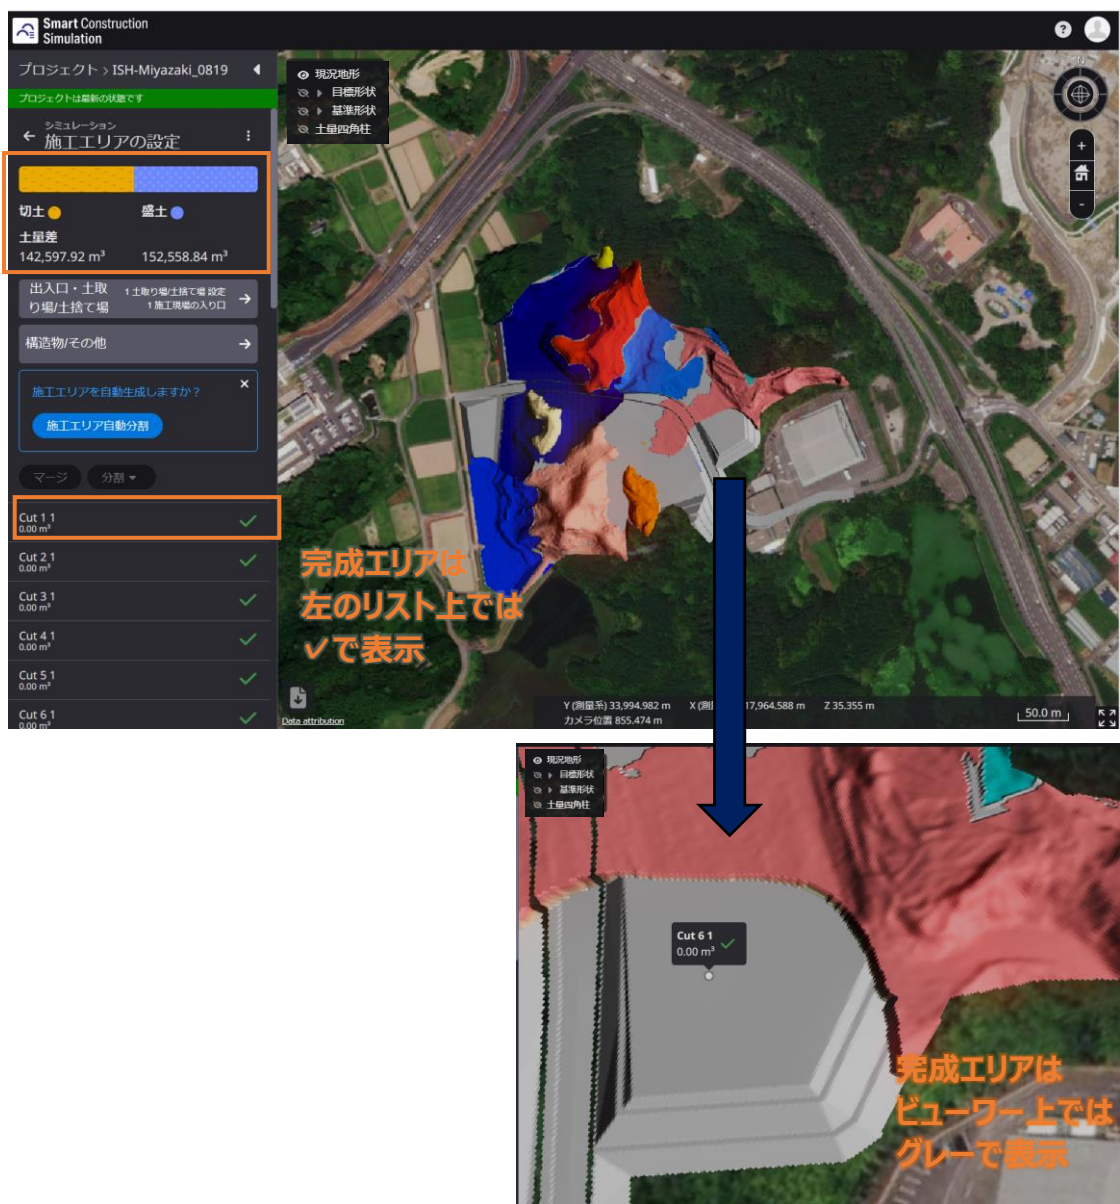 Smart Construction
Simulation
プロジェクト > ISH-Miyazaki_0819
プロジェクトは最新の状態です
シミュレーション
施工エリアの設定
切土
盛土
土量差
142,597.92 m³
152,558.84 m³
出入口・土取り場/土捨て場
1 土取り場/土捨て場 設定
1 施工現場の入り口
構造物/その他
施工エリアを自動生成しますか？
施工エリア自動分割
マージ
分割
Cut 1 1
0.00 m³
Cut 2 1
0.00 m³
Cut 3 1
0.00 m³
Cut 4 1
0.00 m³
Cut 5 1
0.00 m³
Cut 6 1
0.00 m³
現況地形
目標形状
基準形状
土量四角柱
完成エリアは
左のリスト上では
✓で表示
Data attribution
Y (測量系) 33,994.982 m
X (測
17,964.588 m
Z 35.355 m
カメラ位置 855.474 m
50.0 m
現況地形
目標形状
基準形状
土量四角柱
Cut 6 1
0.00 m³
完成エリアは
ビューワー上では
グレーで表示